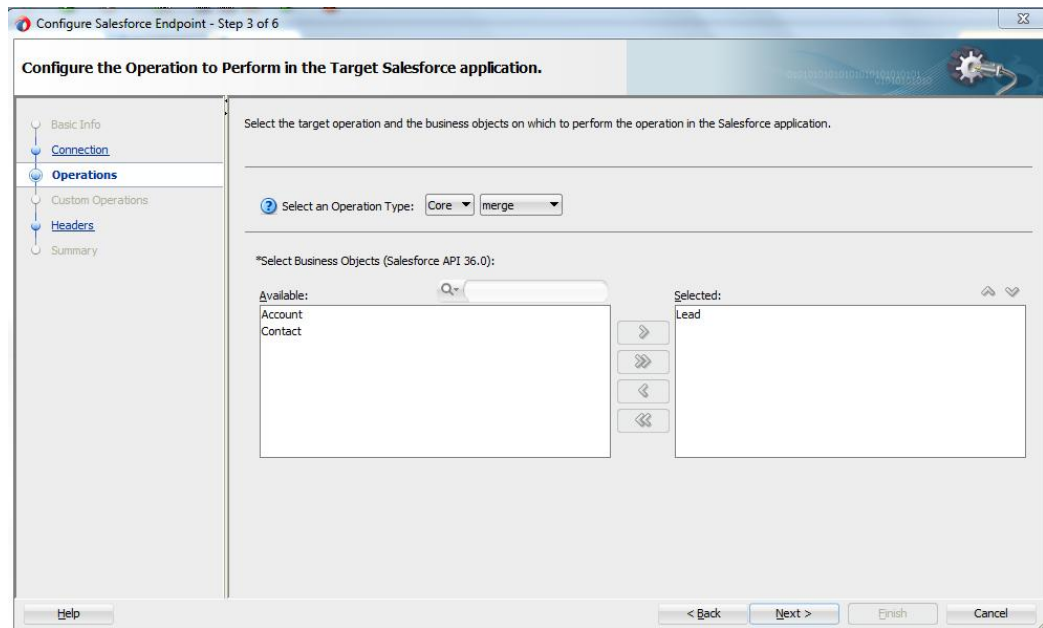 Configure Salesforce Endpoint - Step 3 of 6
Configure the Operation to Perform in the Target Salesforce application.
Basic Info
Connection
Operations
Custom Operations
Headers
Summary
Select the target operation and the business objects on which to perform the operation in the Salesforce application.
Select an Operation Type: Core merge
*Select Business Objects (Salesforce API 36.0):
Available:
Account
Contact
Selected:
Lead
Help
< Back Next > Finish Cancel